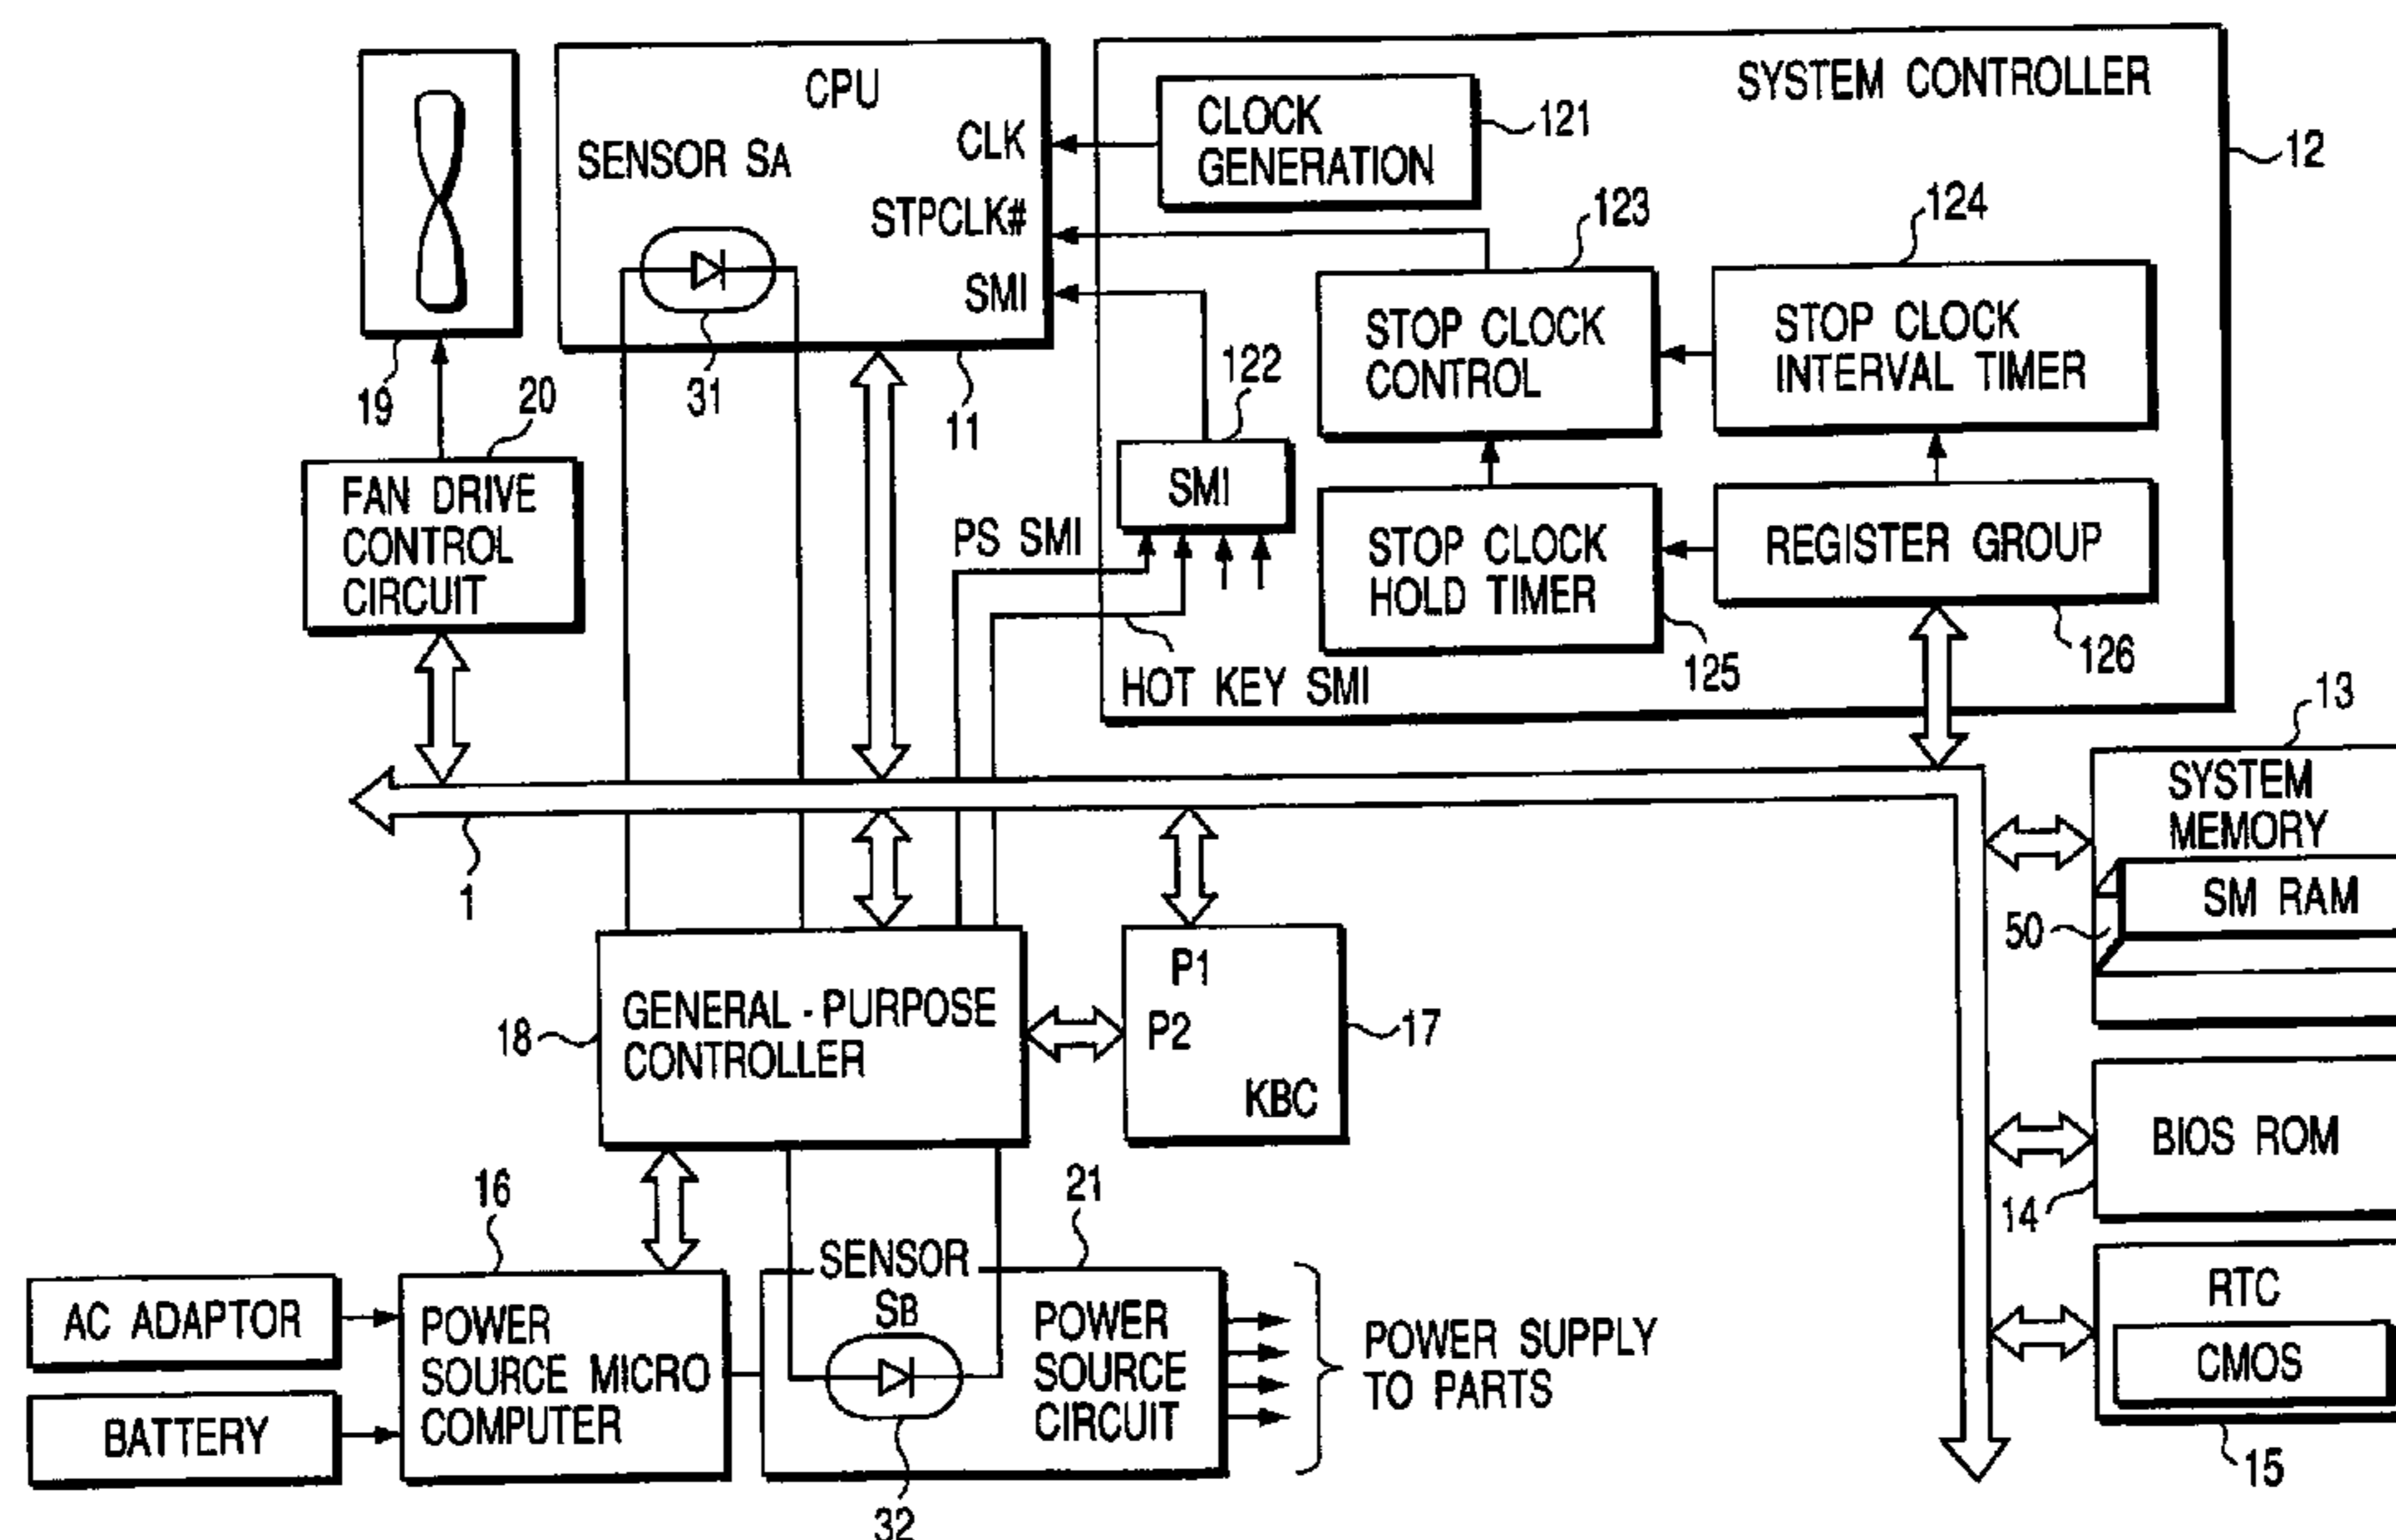 CPU
SENSOR SA
CLK
STPCLK#
SMI
31
11
19
20
FAN DRIVE
CONTROL
CIRCUIT
SYSTEM CONTROLLER
12
CLOCK
GENERATION
121
123
124
STOP CLOCK
CONTROL
STOP CLOCK
INTERVAL TIMER
122
SMI
PS SMI
HOT KEY SMI
STOP CLOCK
HOLD TIMER
125
REGISTER GROUP
126
1
13
SYSTEM
MEMORY
SM RAM
50
GENERAL-PURPOSE
CONTROLLER
18
P1
P2
KBC
17
BIOS ROM
14
RTC
CMOS
15
16
AC ADAPTOR
BATTERY
POWER
SOURCE MICRO
COMPUTER
21
SENSOR
SB
32
POWER
SOURCE
CIRCUIT
POWER SUPPLY
TO PARTS